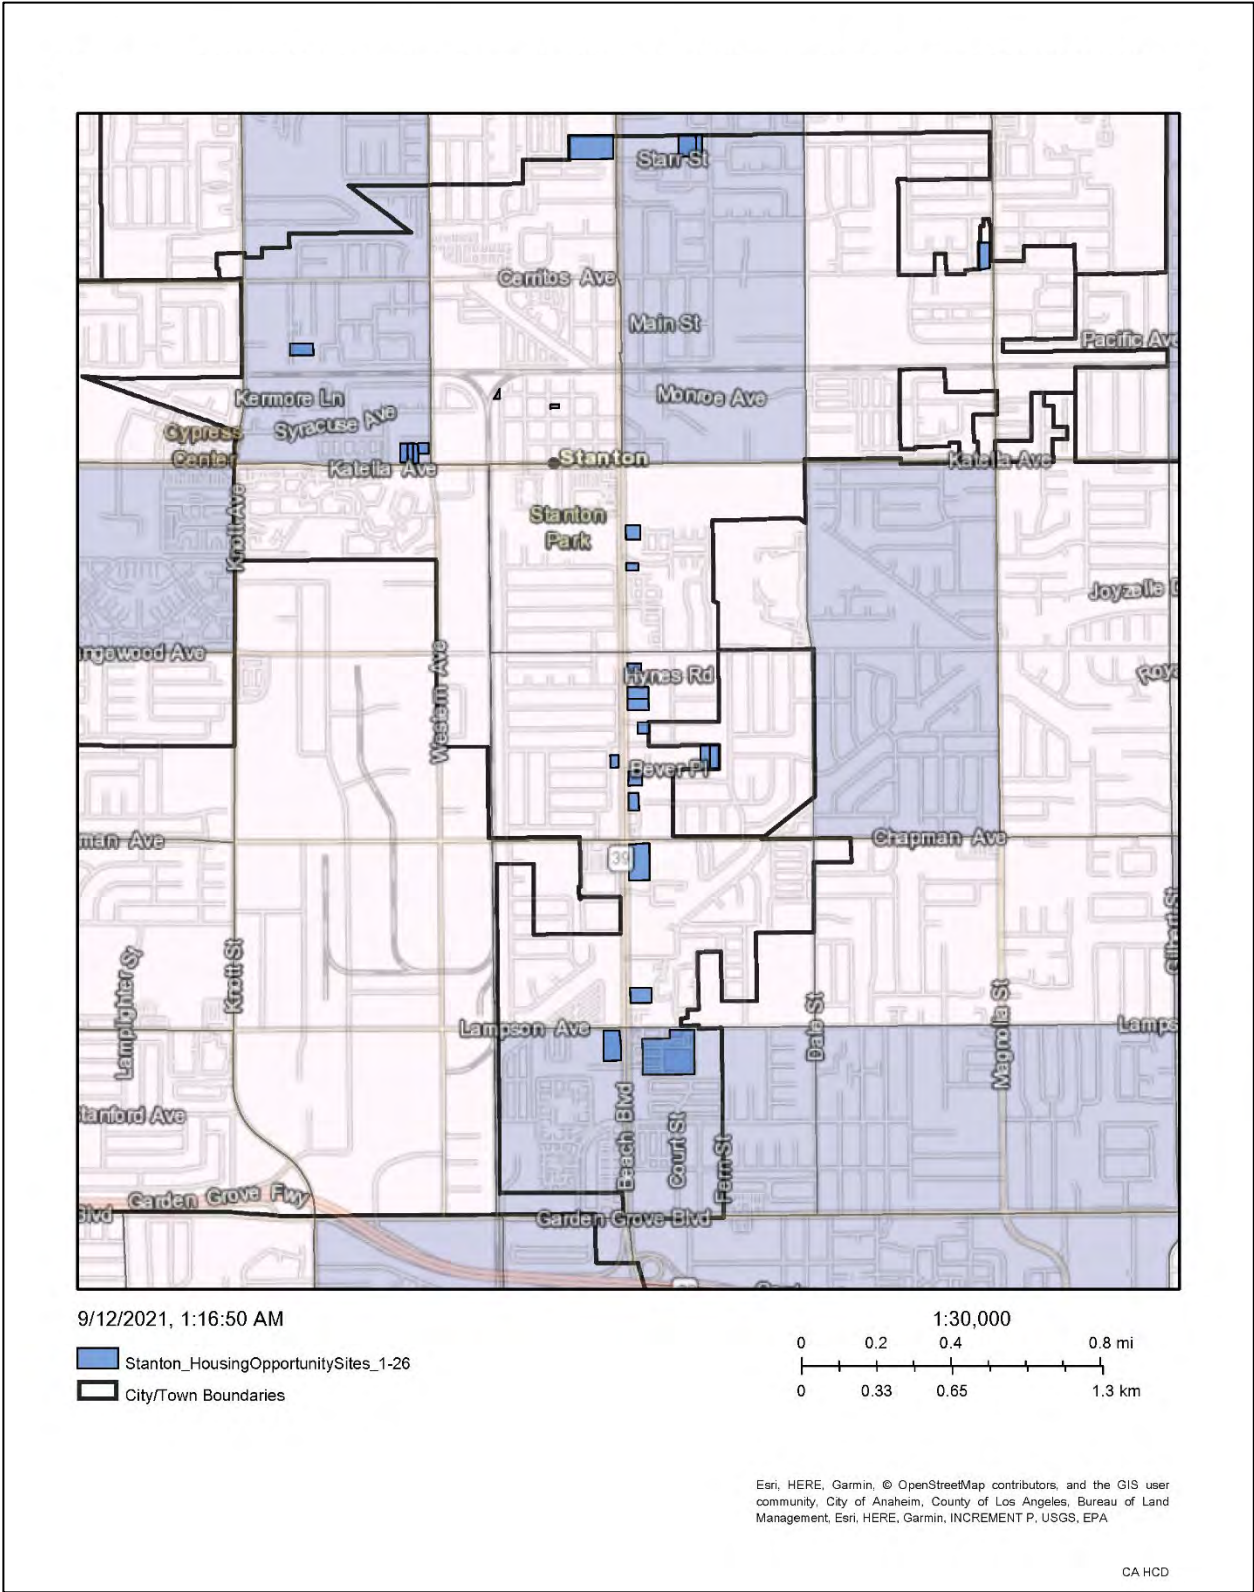 Starr St
Cerritos Ave
Main St
Pacific Ave
Kermore Ln
Monroe Ave
Syracuse Ave
Cypress
Center
Katella Ave
Stanton
Katella Ave
Knott Ave
Stanton
Park
Joyzelle D
ngewood Ave
Western Ave
Hynes Rd
Roya
Bever Pl
man Ave
39
Chapman Ave
Gilbert St
Lamplighter St
Knott St
Dale St
Magnolia St
Lampson Ave
Lamps
tanford Ave
Beach Blvd
Court St
Fern St
Blvd
Garden Grove Fwy
Garden Grove Blvd
9/12/2021, 1:16:50 AM
1:30,000
0 0.2 0.4 0.8 mi
Stanton_HousingOpportunitySites_1-26
City/Town Boundaries
0 0.33 0.65 1.3 km
Esri, HERE, Garmin, © OpenStreetMap contributors, and the GIS user
community, City of Anaheim, County of Los Angeles, Bureau of Land
Management, Esri, HERE, Garmin, INCREMENT P, USGS, EPA
CA HCD